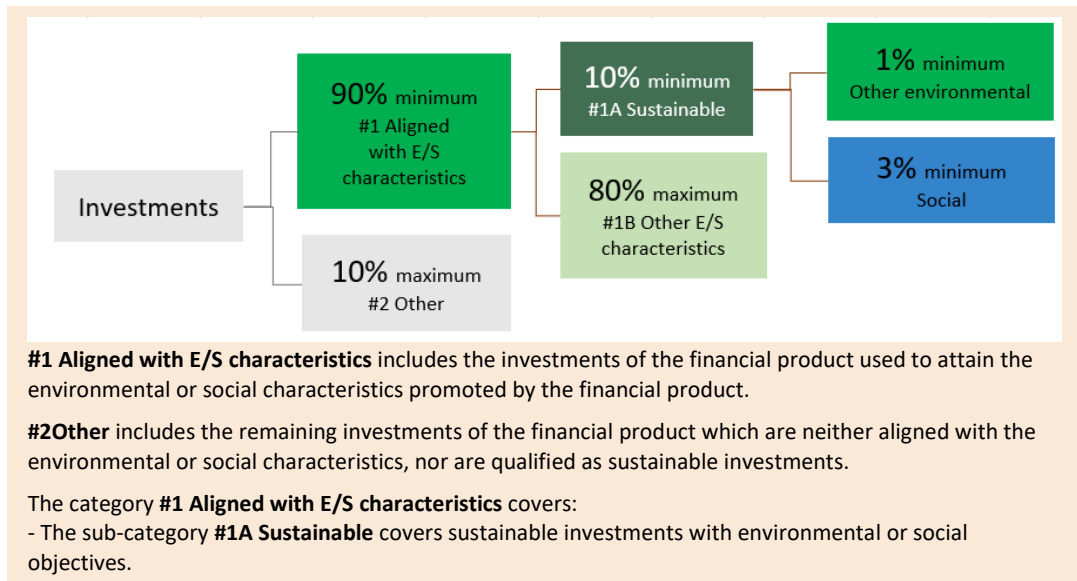 90% minimum
#1 Aligned
with E/S
characteristics
10% minimum
#1A Sustainable
1% minimum
Other environmental
3% minimum
Social
Investments
80% maximum
#1B Other E/S
characteristics
10% maximum
#2 Other
#1 Aligned with E/S characteristics includes the investments of the financial product used to attain the
environmental or social characteristics promoted by the financial product.
#2Other includes the remaining investments of the financial product which are neither aligned with the
environmental or social characteristics, nor are qualified as sustainable investments.
The category #1 Aligned with E/S characteristics covers:
- The sub-category #1A Sustainable covers sustainable investments with environmental or social
objectives.